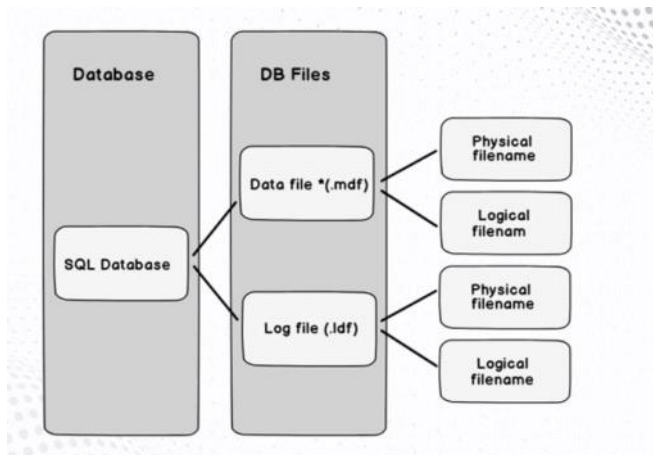 Database
DB Files
SQL Database
Data file *(.mdf)
Log file (.ldf)
Physical
filename
Logical
filenam
Physical
filename
Logical
filename